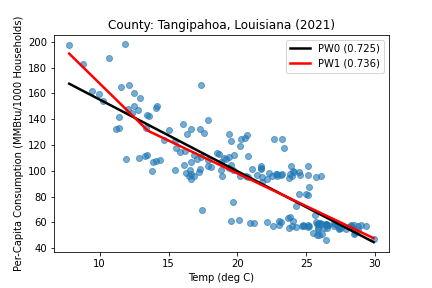 County: Tangipahoa, Louisiana (2021)
PW0 (0.725)
PW1 (0.736)
Per-Capita Consumption (MMBtu/1000 Households)
200
180
160
140
120
100
80
60
40
10 15 20 25 30
Temp (deg C)